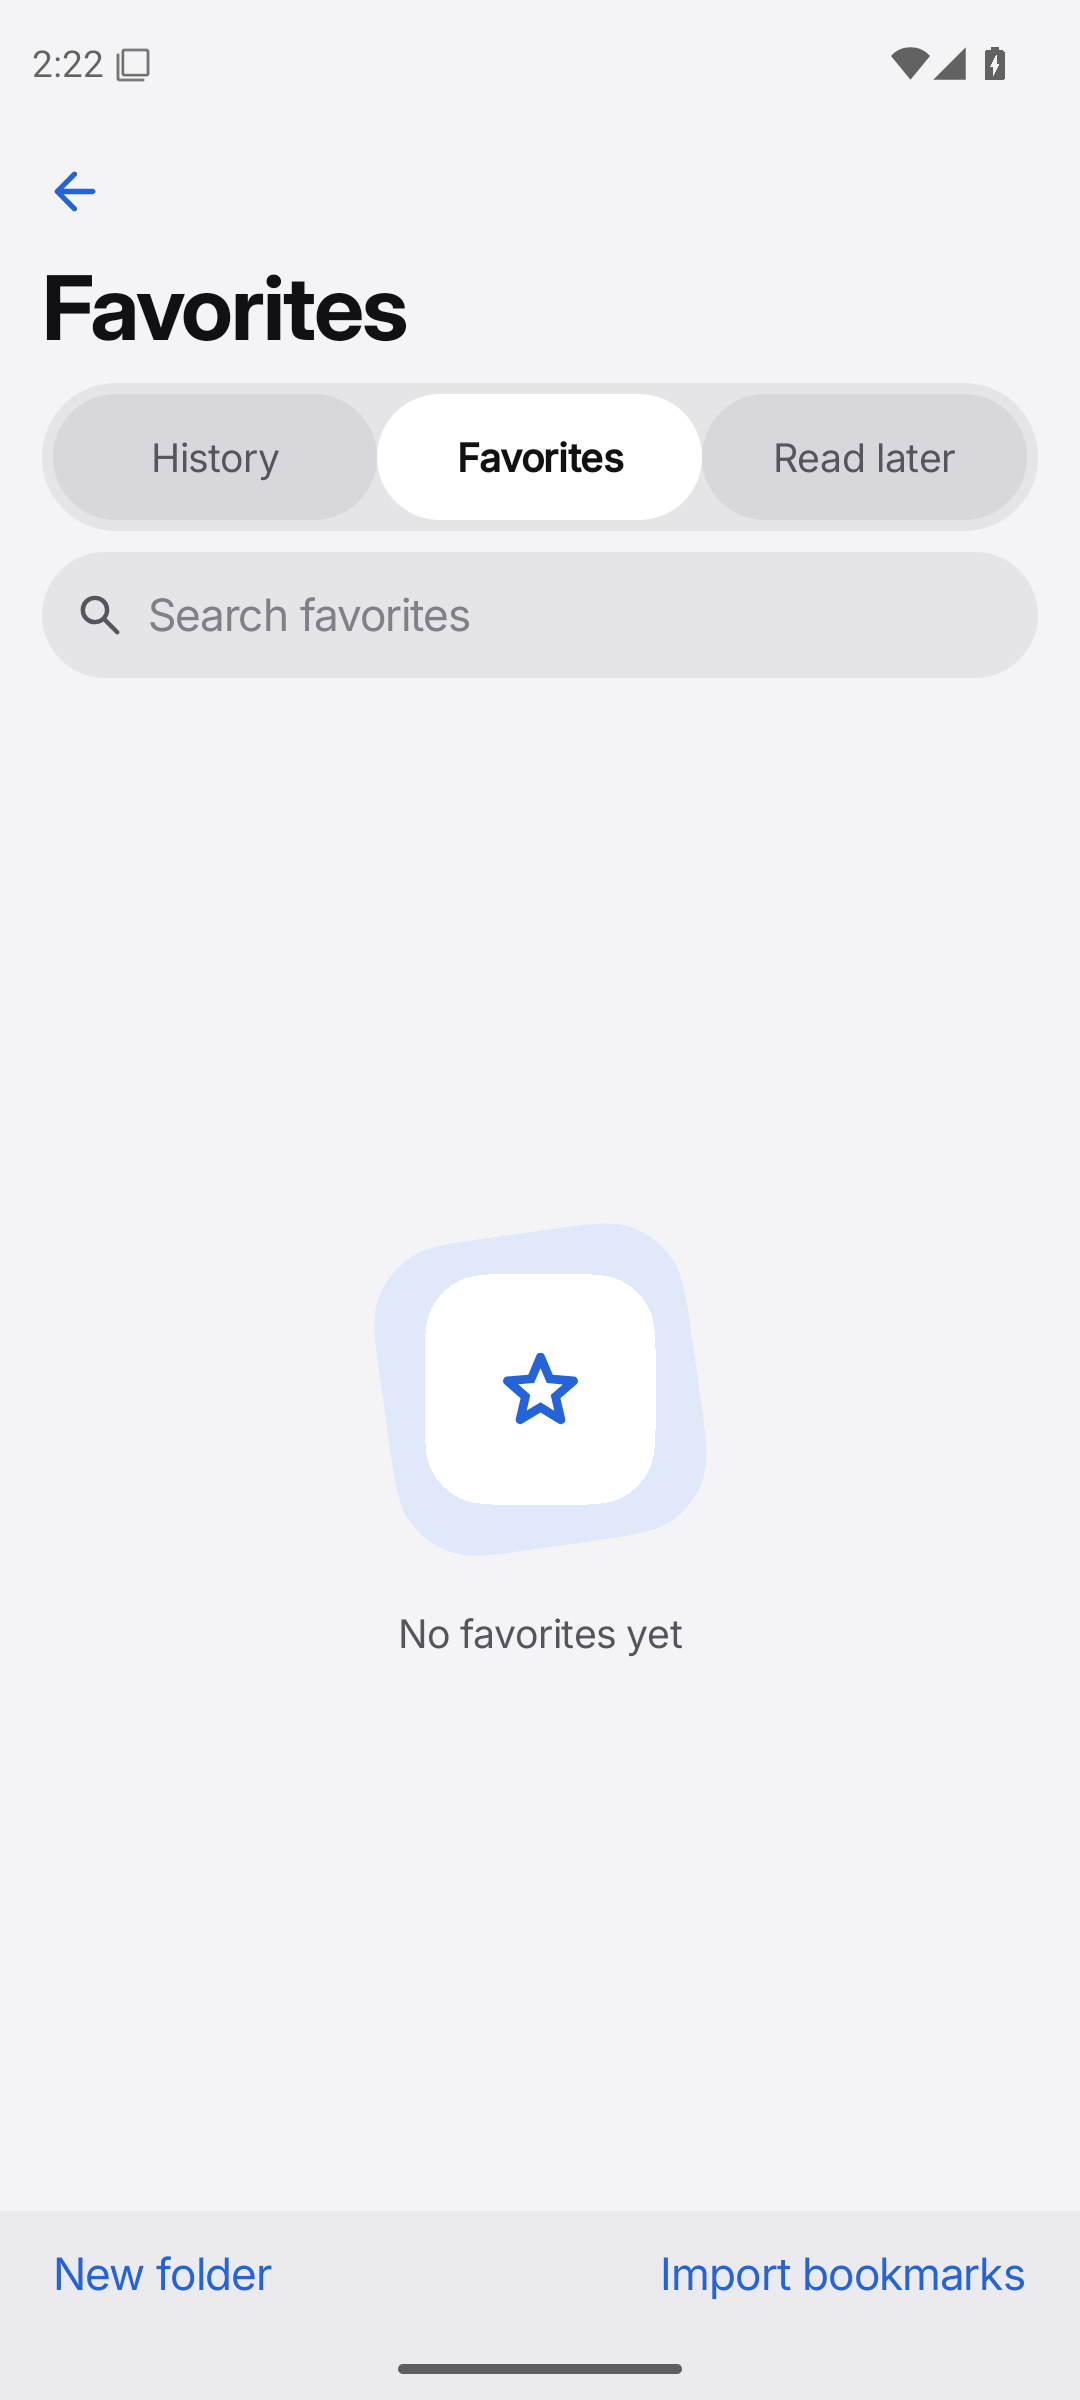 2:22
Favorites
History
Favorites
Read later
Search favorites
No favorites yet
New folder
Import bookmarks